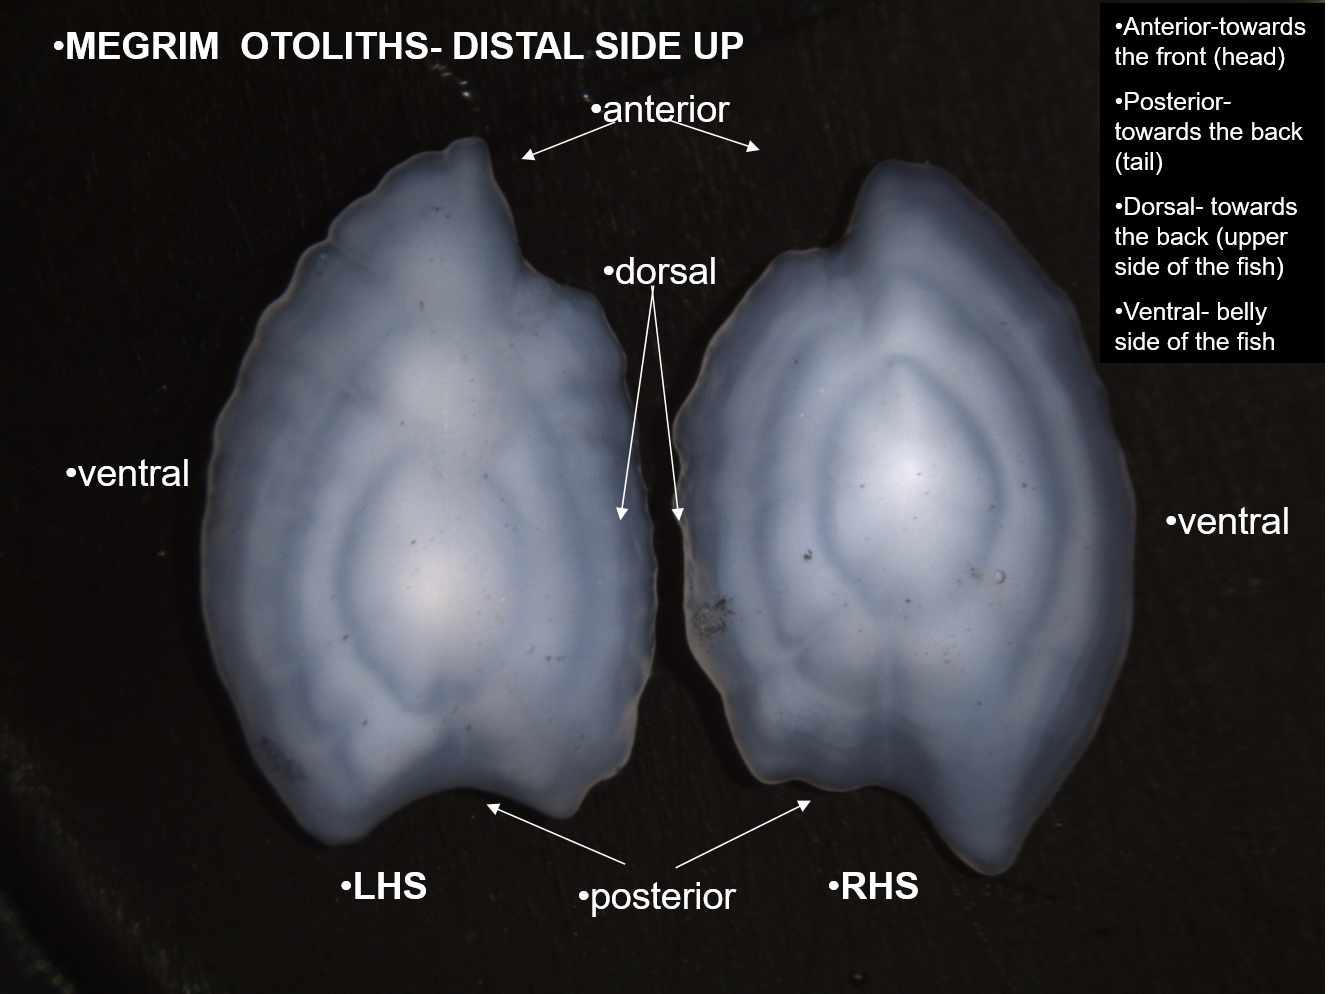 •MEGRIM  OTOLITHS- DISTAL SIDE UP
•Anterior-towards
the front (head)
•Posterior-
towards the back
(tail)
•Dorsal- towards
the back (upper
side of the fish)
•Ventral- belly
side of the fish
•anterior
•dorsal
•ventral
•ventral
•LHS
•posterior
•RHS